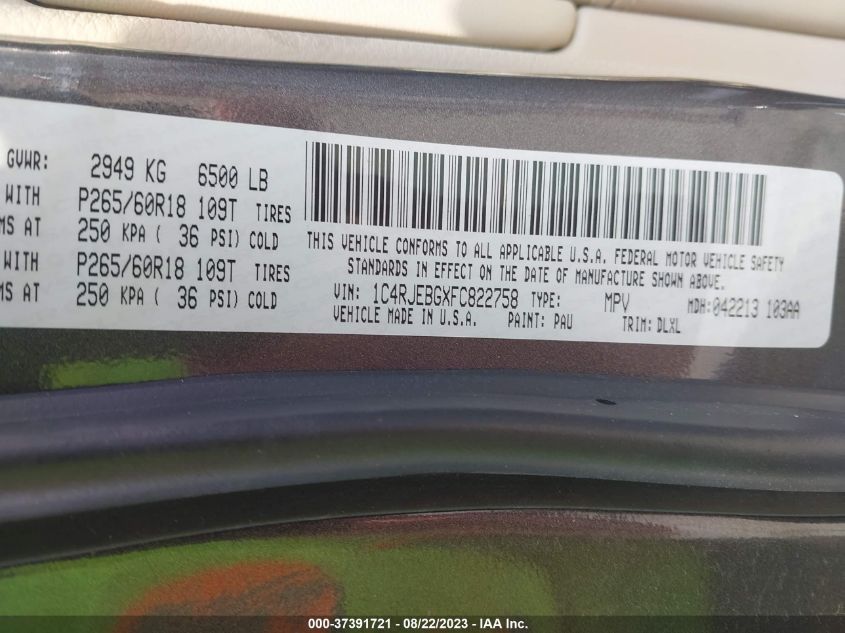 GVWR: 2949 KG 6500 LB
WITH P265/60R18 109T TIRES
MS AT 250 KPA ( 36 PSI) COLD
WITH P265/60R18 109T TIRES
MS AT 250 KPA ( 36 PSI) COLD
THIS VEHICLE CONFORMS TO ALL APPLICABLE U.S.A. FEDERAL MOTOR VEHICLE SAFETY
STANDARDS IN EFFECT ON THE DATE OF MANUFACTURE SHOWN ABOVE.
VIN: 1C4RJEBGXFC822758 TYPE: MPV MDH:042213 103AA
VEHICLE MADE IN U.S.A. PAINT: PAU TRIM: DLXL
000-37391721 - 08/22/2023 - IAA Inc.